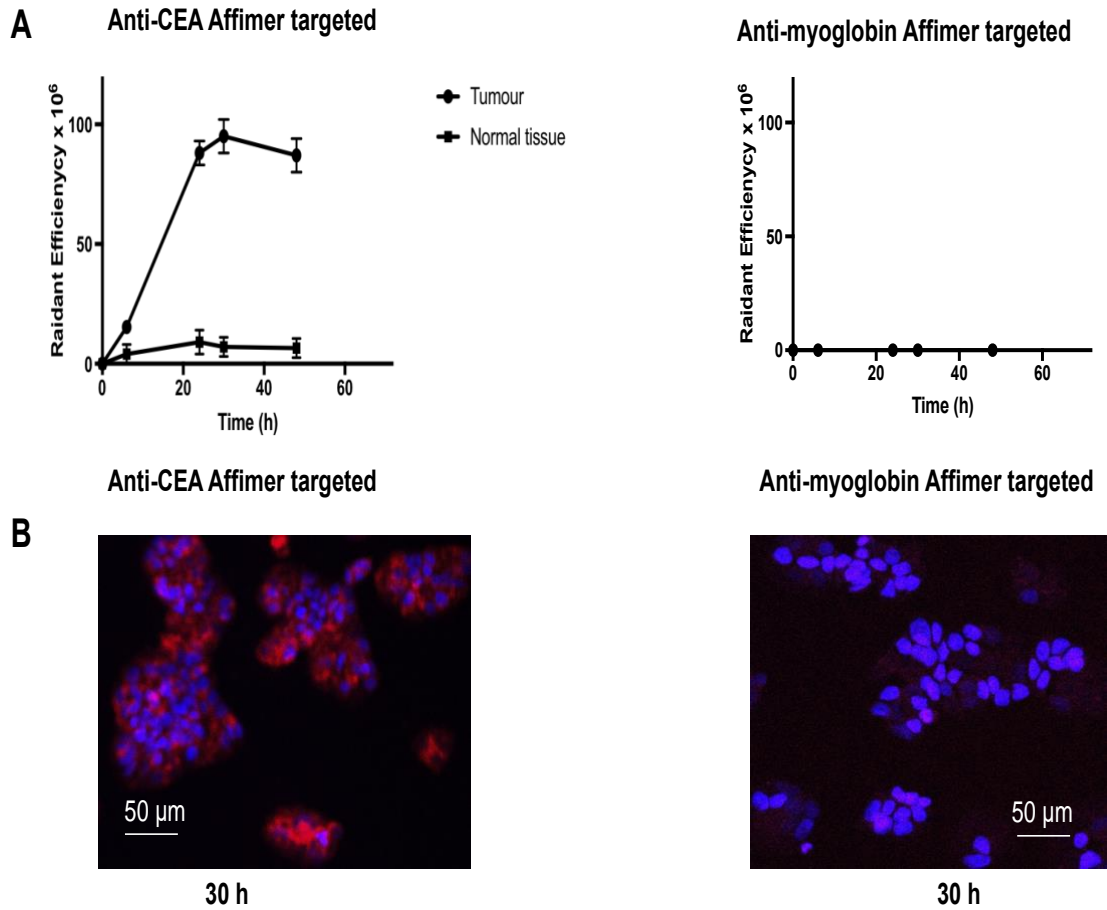 A
Anti-CEA Affimer targeted
Raidant Efficienycy x 10⁶
100
50
0
0 20 40 60
Time (h)
Tumour
Normal tissue
Anti-myoglobin Affimer targeted
Raidant Efficienycy x 10⁶
100
50
0
0 20 40 60
Time (h)
B
Anti-CEA Affimer targeted
50 µm
30 h
Anti-myoglobin Affimer targeted
50 µm
30 h